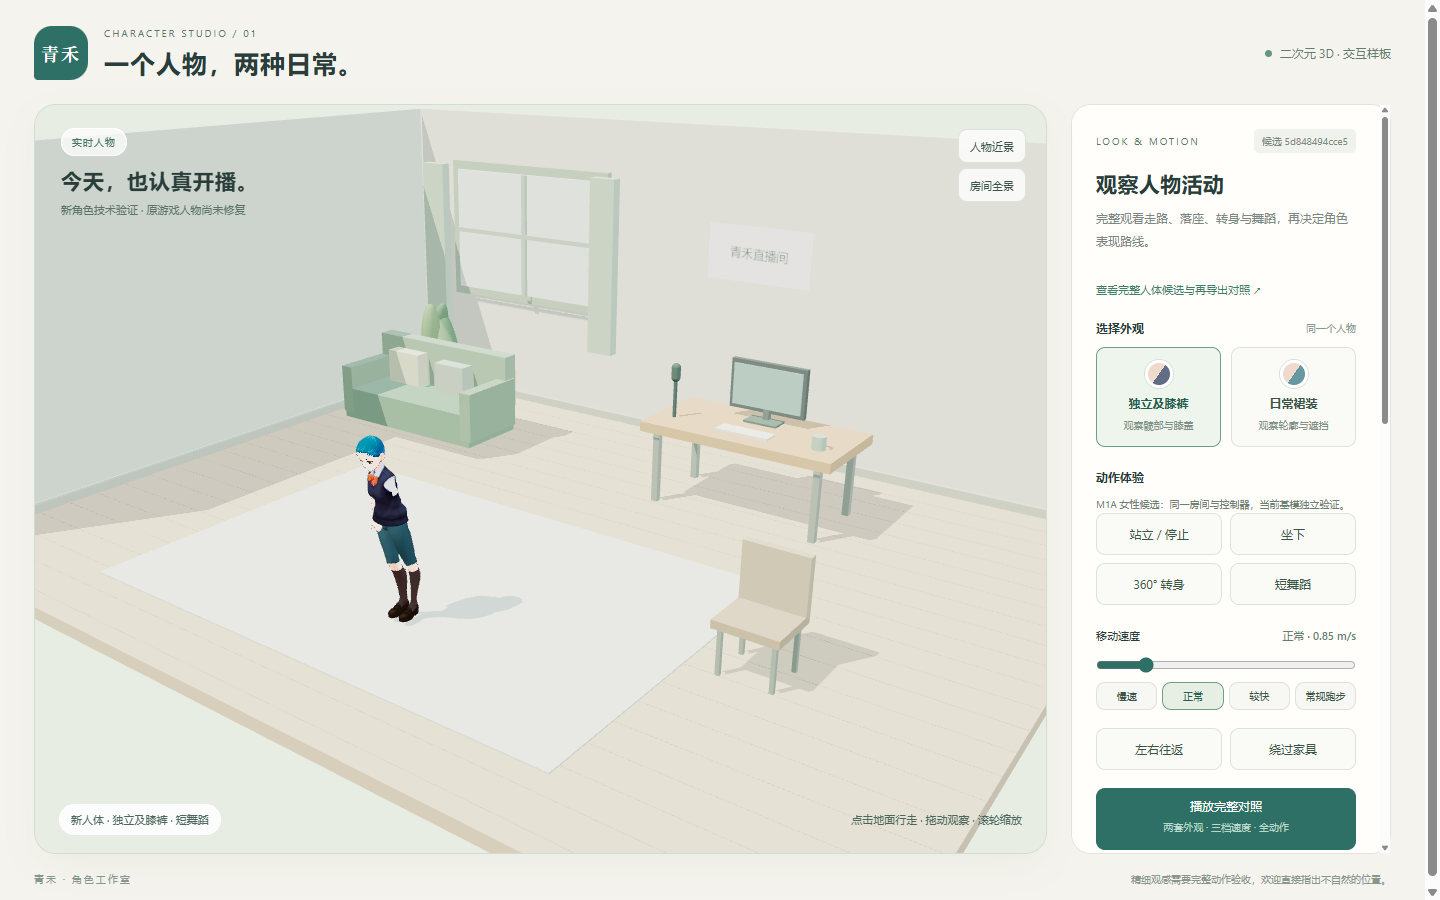 青禾
CHARACTER STUDIO / 01
一个人物，两种日常。
二次元 3D · 交互样板
实时人物
今天，也认真开播。
新角色技术验证 · 原游戏人物尚未修复
人物近景
房间全景
青禾直播间
新人体 · 独立及膝裤 · 短舞蹈
点击地面行走 · 拖动观察 · 滚轮缩放
LOOK & MOTION
候选 5d848494cce5
观察人物活动
完整观看走路、落座、转身与舞蹈，再决定角色
表现路线。
查看完整人体候选与再导出对照 ↗
选择外观
同一个人物
独立及膝裤
观察腿部与膝盖
日常裙装
观察轮廓与遮挡
动作体验
M1A 女性候选：同一房间与控制器，当前基模独立验证。
站立 / 停止
坐下
360° 转身
短舞蹈
移动速度
正常 · 0.85 m/s
慢速
正常
较快
常规跑步
左右往返
绕过家具
播放完整对照
两套外观 · 三档速度 · 全动作
青禾 · 角色工作室
精细观感需要完整动作验收，欢迎直接指出不自然的位置。